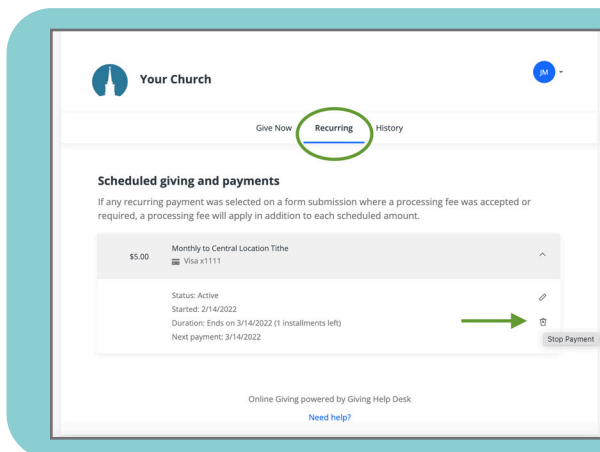 Your Church
JM
Give Now Recurring History
Scheduled giving and payments
If any recurring payment was selected on a form submission where a processing fee was accepted or
required, a processing fee will apply in addition to each scheduled amount.
$5.00
Monthly to Central Location Tithe
Visa x1111
Status: Active
Started: 2/14/2022
Duration: Ends on 3/14/2022 (1 installments left)
Next payment: 3/14/2022
Stop Payment
Online Giving powered by Giving Help Desk
Need help?